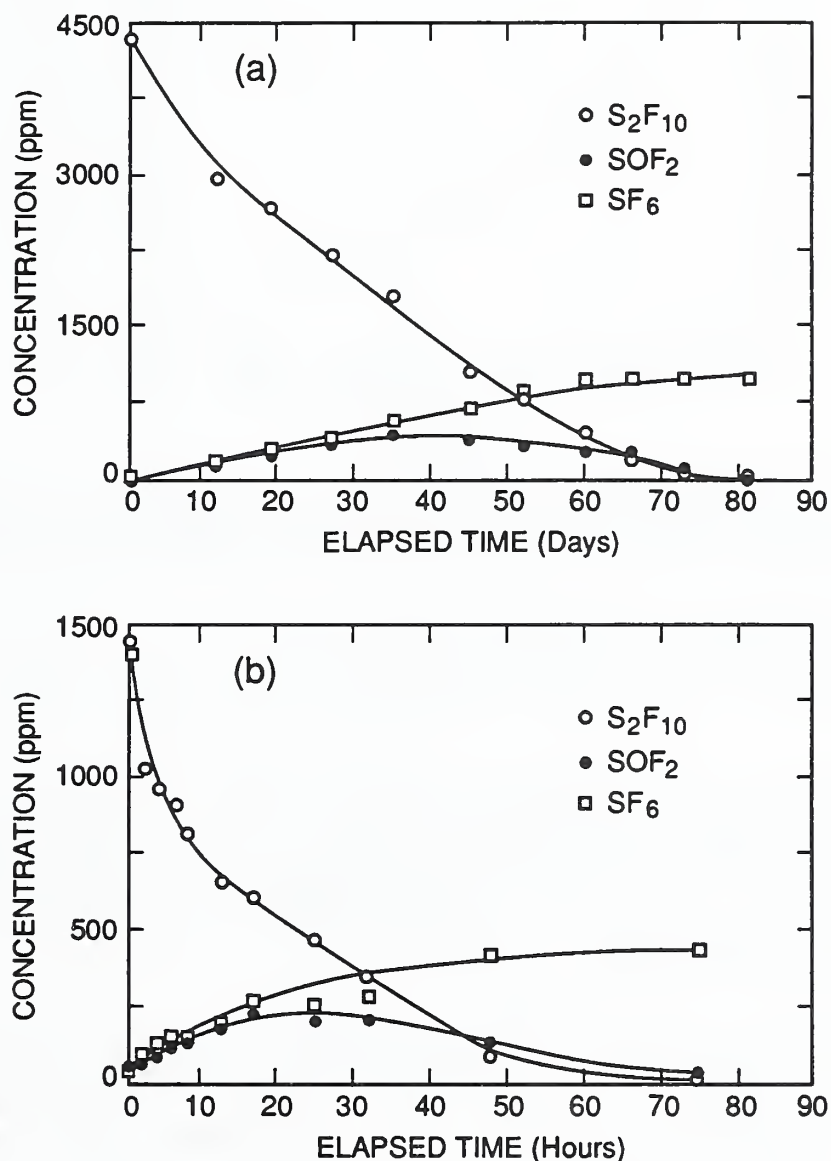 (a)
CONCENTRATION (ppm)
4500
3000
1500
0
S2F10
SOF2
SF6
0 10 20 30 40 50 60 70 80 90
ELAPSED TIME (Days)
(b)
CONCENTRATION (ppm)
1500
1000
500
0
S2F10
SOF2
SF6
0 10 20 30 40 50 60 70 80 90
ELAPSED TIME (Hours)